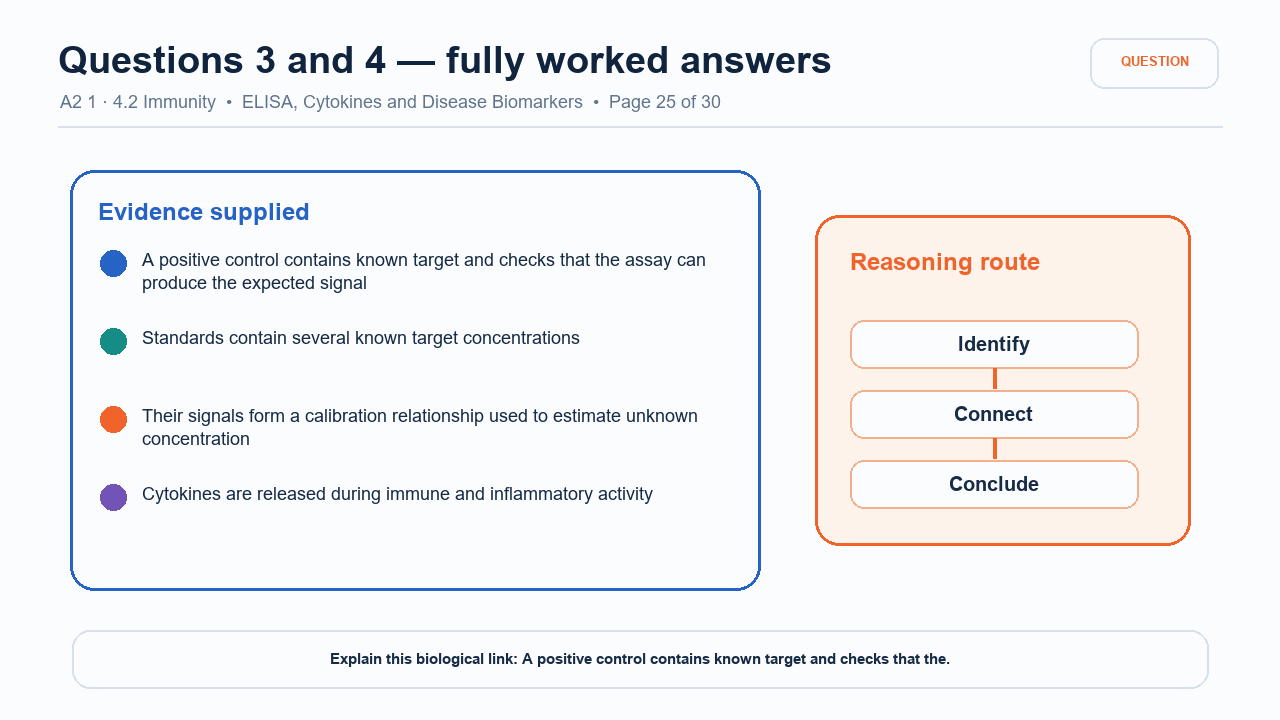 Questions 3 and 4 — fully worked answers
QUESTION
A2 1 · 4.2 Immunity • ELISA, Cytokines and Disease Biomarkers • Page 25 of 30
Evidence supplied
A positive control contains known target and checks that the assay can
produce the expected signal
Standards contain several known target concentrations
Their signals form a calibration relationship used to estimate unknown
concentration
Cytokines are released during immune and inflammatory activity
Reasoning route
Identify
Connect
Conclude
Explain this biological link: A positive control contains known target and checks that the.